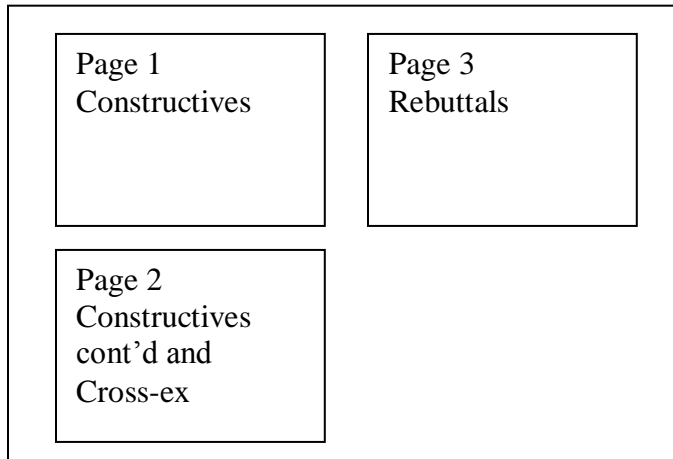 Page 1
Constructives
Page 2
Constructives
cont’d and
Cross-ex
Page 3
Rebuttals